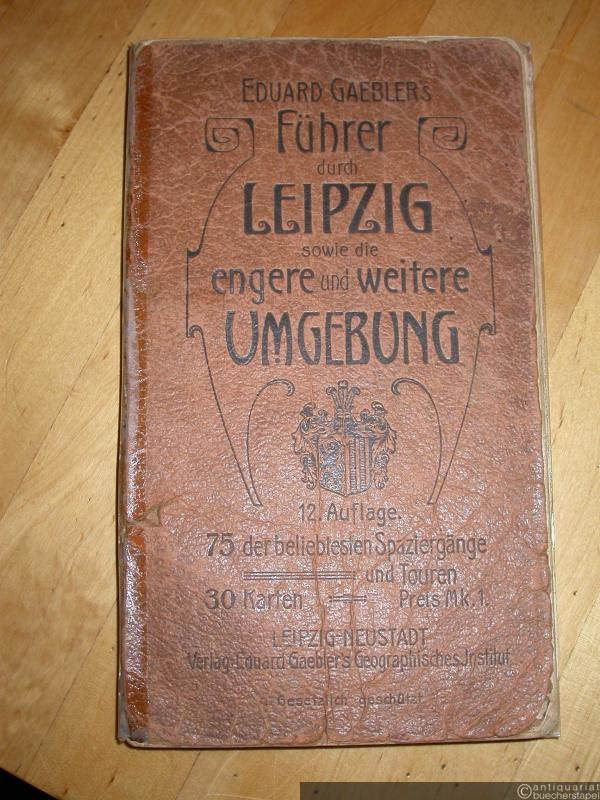 EDUARD GAEBLER'S
Führer
durch
LEIPZIG
sowie die
engere und weitere
UMGEBUNG
12. Auflage.
75 der beliebtesten Spaziergänge
und Touren
30 Karten Preis Mk. 1.
LEIPZIG-NEUSTADT
Verlag Eduard Gaebler's Geographisches Institut
Gesetzlich geschützt
©antiquariat
buecherstapel